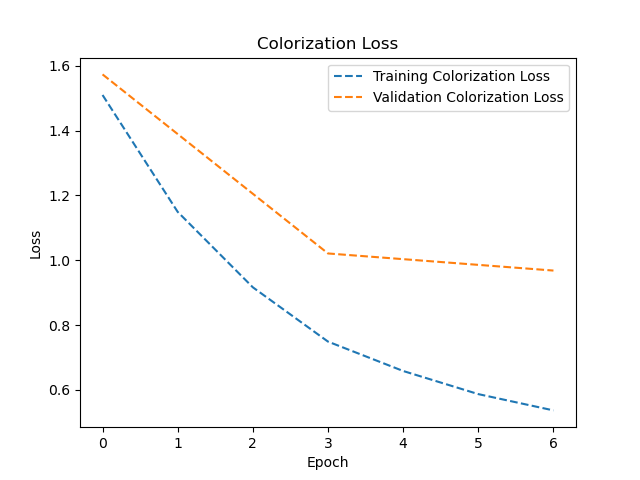 Colorization Loss
Training Colorization Loss
Validation Colorization Loss
1.6
1.4
1.2
1.0
0.8
0.6
Loss
0 1 2 3 4 5 6
Epoch